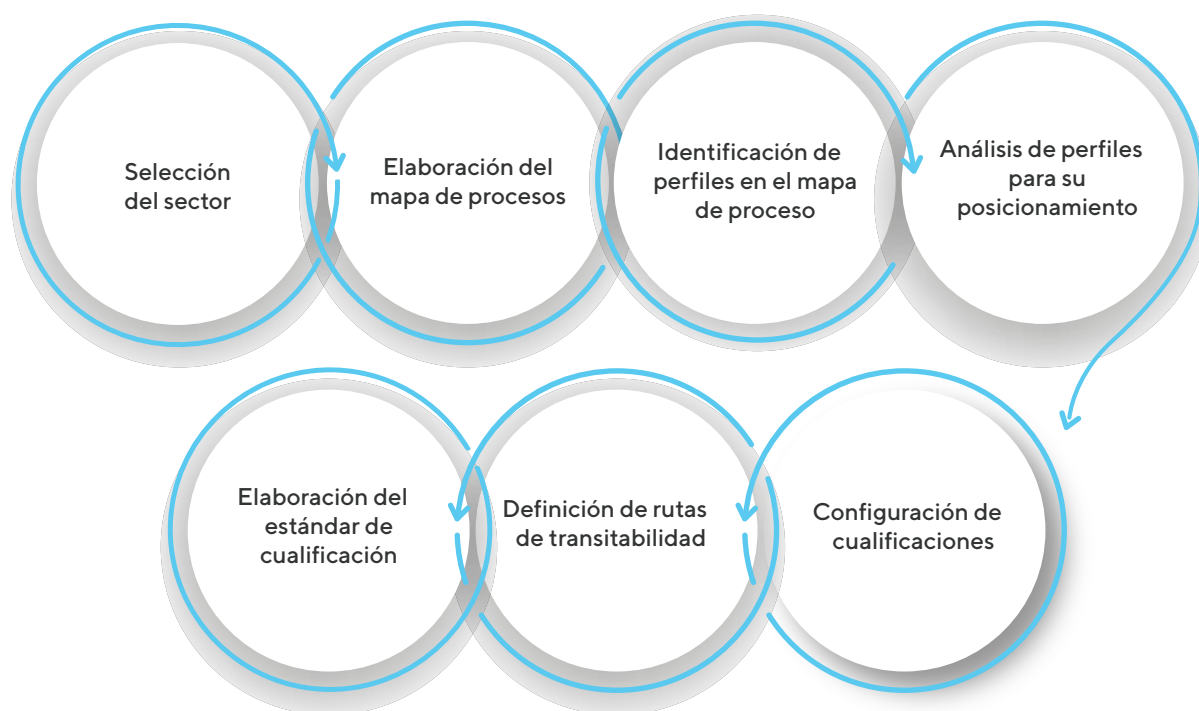 Selección
del sector
Elaboración del
mapa de procesos
Identificación de
perfiles en el mapa
de proceso
Análisis de perfiles
para su
posicionamiento
Elaboración del
estándar de
cualificación
Definición de rutas
de transitabilidad
Configuración de
cualificaciones